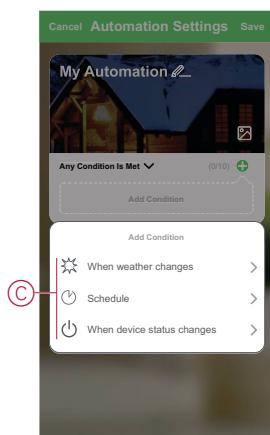 Cancel Automation Settings Save
My Automation
Any Condition Is Met (0/10)
Add Condition
Add Condition
When weather changes
C
Schedule
When device status changes